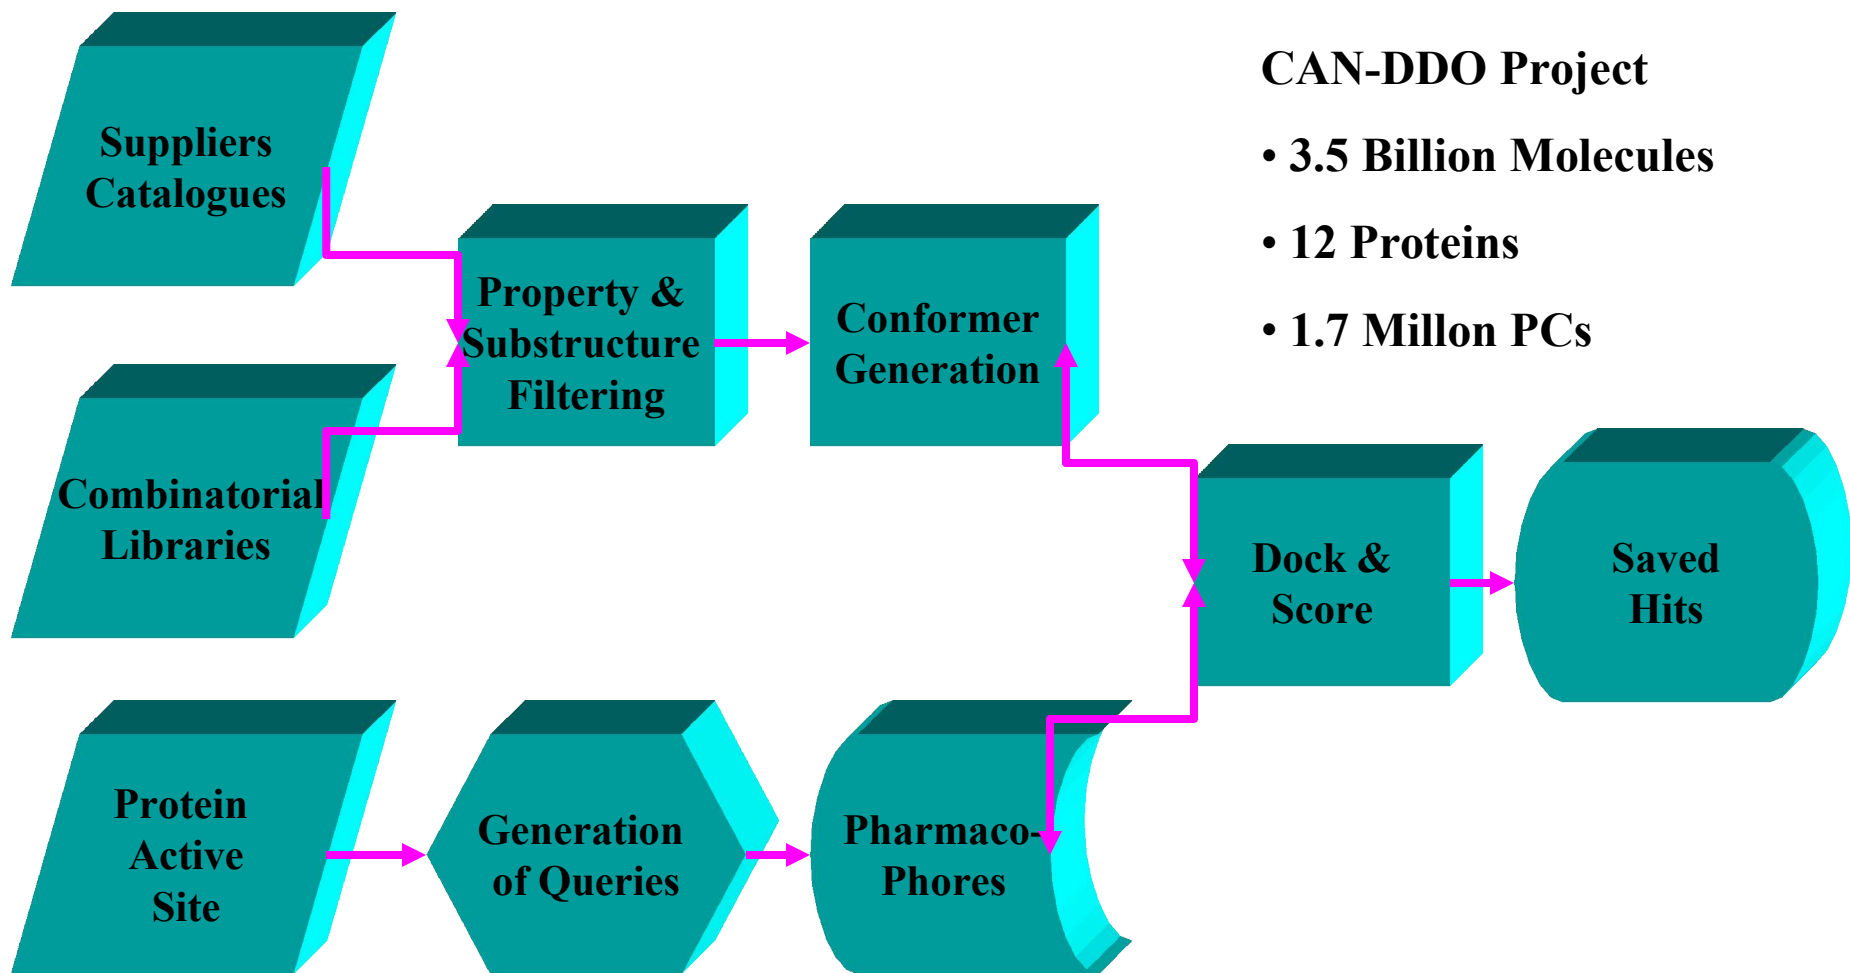 CAN-DDO Project
• 3.5 Billion Molecules
• 12 Proteins
• 1.7 Millon PCs
Suppliers
Catalogues
Property &
Substructure
Filtering
Conformer
Generation
Combinatorial
Libraries
Dock &
Score
Saved
Hits
Protein
Active
Site
Generation
of Queries
Pharmaco-
Phores